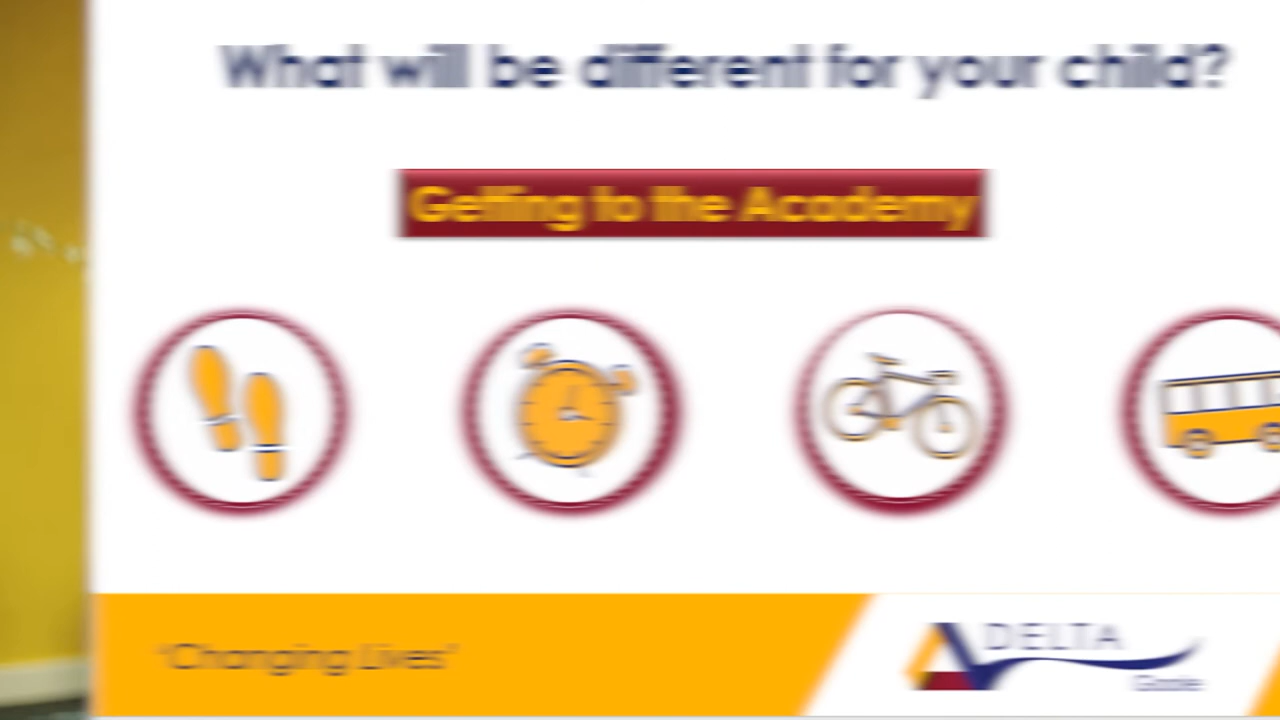 What will be different for your child?
Getting to the Academy
'Changing Lives'
DELTA